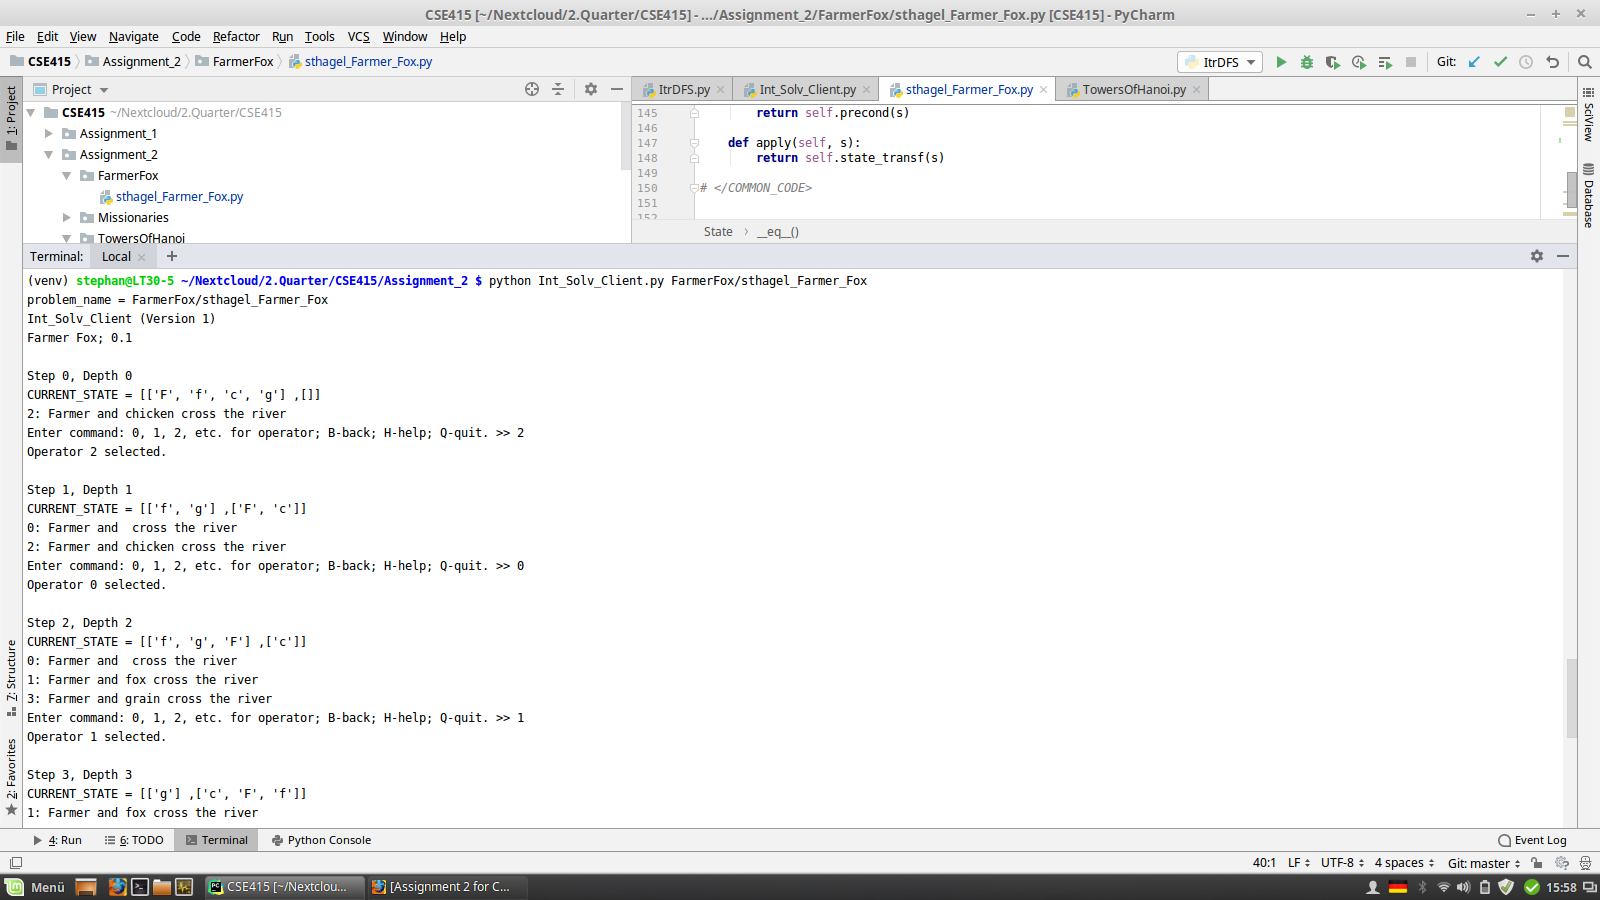 CSE415 [~/Nextcloud/2.Quarter/CSE415] - .../Assignment_2/FarmerFox/sthagel_Farmer_Fox.py [CSE415] - PyCharm
File Edit View Navigate Code Refactor Run Tools VCS Window Help
CSE415 Assignment_2 FarmerFox sthagel_Farmer_Fox.py ItrDFS Git:
1: Project
Project
ItrDFS.py Int_Solv_Client.py sthagel_Farmer_Fox.py TowersOfHanoi.py
CSE415 ~/Nextcloud/2.Quarter/CSE415
Assignment_1
Assignment_2
FarmerFox
sthagel_Farmer_Fox.py
Missionaries
TowersOfHanoi
145 return self.precond(s)
146
147 def apply(self, s):
148 return self.state_transf(s)
149
150 # </COMMON_CODE>
151
152
State › __eq__()
SciView
Database
Terminal: Local +
(venv) stephan@LT30-5 ~/Nextcloud/2.Quarter/CSE415/Assignment_2 $ python Int_Solv_Client.py FarmerFox/sthagel_Farmer_Fox
problem_name = FarmerFox/sthagel_Farmer_Fox
Int_Solv_Client (Version 1)
Farmer Fox; 0.1
Step 0, Depth 0
CURRENT_STATE = [['F', 'f', 'c', 'g'] ,[]]
2: Farmer and chicken cross the river
Enter command: 0, 1, 2, etc. for operator; B-back; H-help; Q-quit. >> 2
Operator 2 selected.
Step 1, Depth 1
CURRENT_STATE = [['f', 'g'] ,['F', 'c']]
0: Farmer and  cross the river
2: Farmer and chicken cross the river
Enter command: 0, 1, 2, etc. for operator; B-back; H-help; Q-quit. >> 0
Operator 0 selected.
Step 2, Depth 2
CURRENT_STATE = [['f', 'g', 'F'] ,['c']]
0: Farmer and  cross the river
1: Farmer and fox cross the river
3: Farmer and grain cross the river
Enter command: 0, 1, 2, etc. for operator; B-back; H-help; Q-quit. >> 1
Operator 1 selected.
Step 3, Depth 3
CURRENT_STATE = [['g'] ,['c', 'F', 'f']]
1: Farmer and fox cross the river
7: Structure
2: Favorites
4: Run 6: TODO Terminal Python Console Event Log
40:1 LF UTF-8 4 spaces Git: master
Menü CSE415 [~/Nextclou... [Assignment 2 for C... 15:58